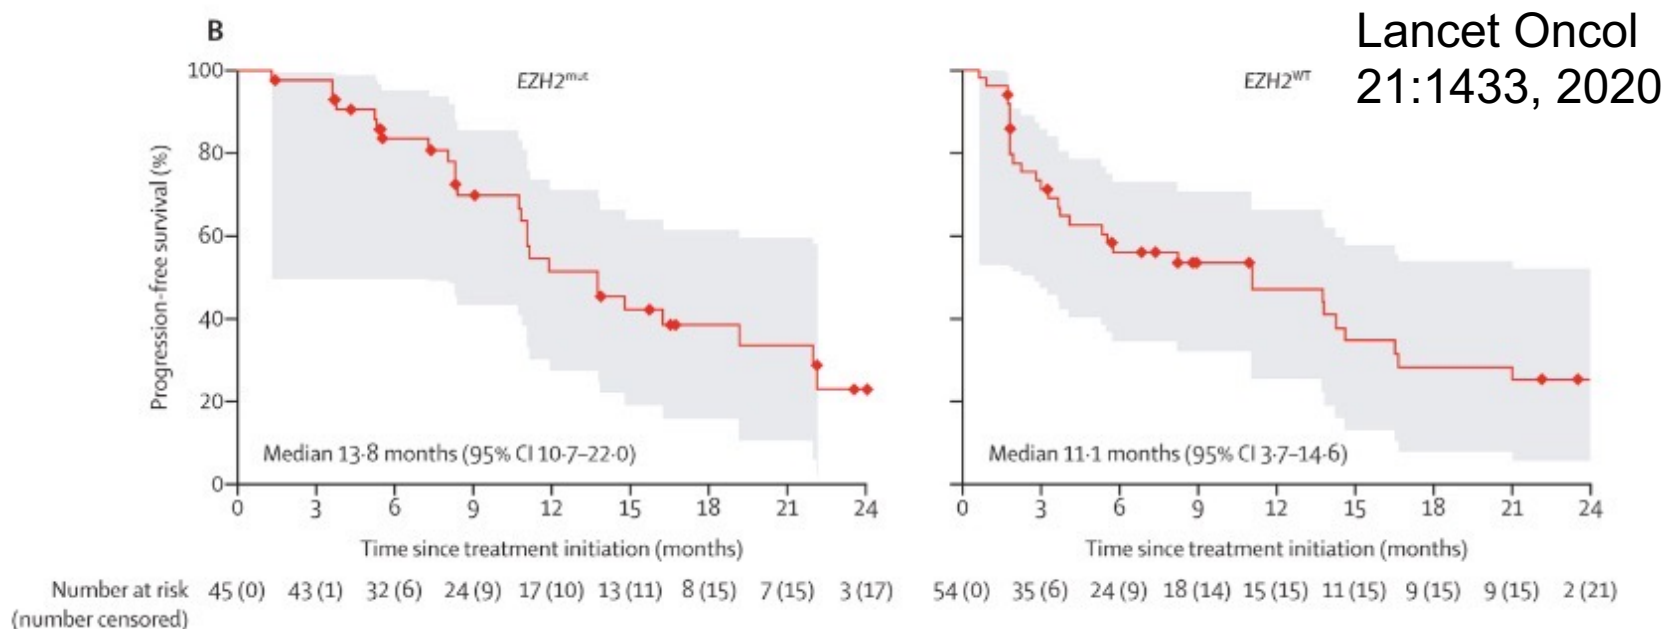 Lancet Oncol
21:1433, 2020
B
EZH2ᵐᵘᵗ
EZH2ᵂᵀ
Progression-free survival (%)
100
80
60
40
20
0
Median 13·8 months (95% CI 10·7–22·0)
Median 11·1 months (95% CI 3·7–14·6)
0 3 6 9 12 15 18 21 24
0 3 6 9 12 15 18 21 24
Time since treatment initiation (months)
Time since treatment initiation (months)
Number at risk 45 (0) 43 (1) 32 (6) 24 (9) 17 (10) 13 (11) 8 (15) 7 (15) 3 (17) 54 (0) 35 (6) 24 (9) 18 (14) 15 (15) 11 (15) 9 (15) 9 (15) 2 (21)
(number censored)